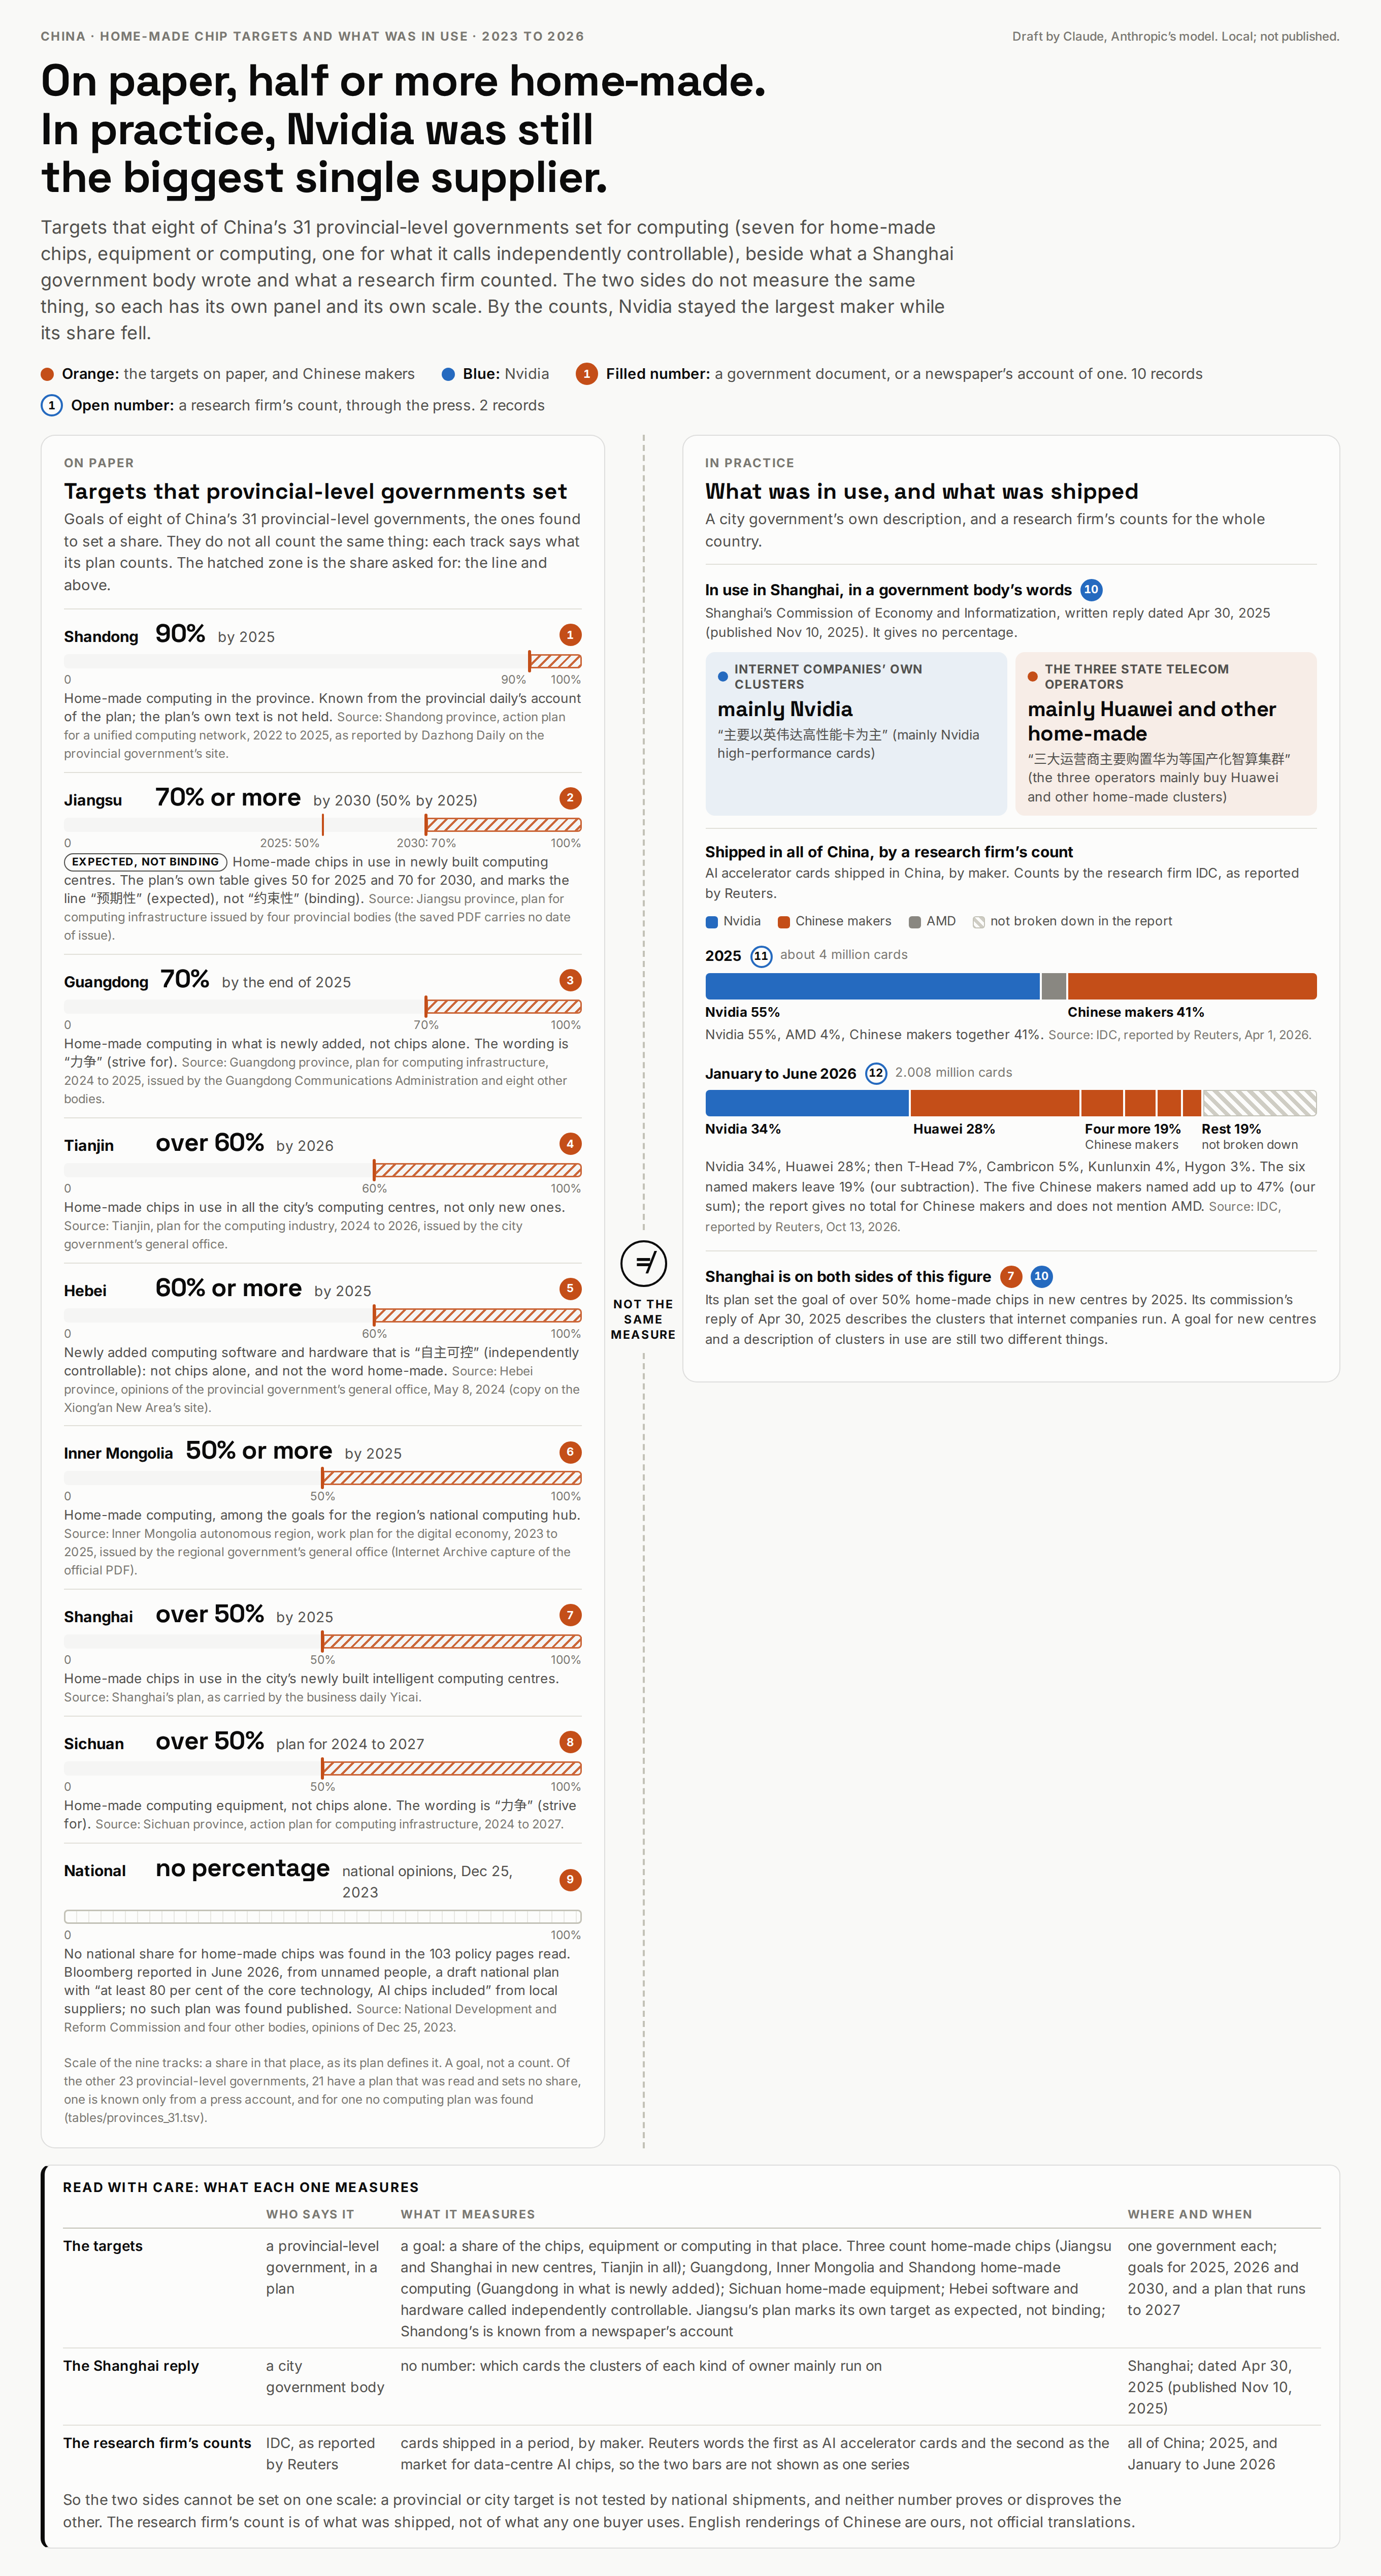 CHINA · HOME-MADE CHIP TARGETS AND WHAT WAS IN USE · 2023 TO 2026
Draft by Claude, Anthropic's model. Local; not published.
On paper, half or more home-made.
In practice, Nvidia was still
the biggest single supplier.
Targets that eight of China's 31 provincial-level governments set for computing (seven for home-made
chips, equipment or computing, one for what it calls independently controllable), beside what a Shanghai
government body wrote and what a research firm counted. The two sides do not measure the same
thing, so each has its own panel and its own scale. By the counts, Nvidia stayed the largest maker while
its share fell.
Orange: the targets on paper, and Chinese makers
Blue: Nvidia
1 Filled number: a government document, or a newspaper's account of one. 10 records
1 Open number: a research firm's count, through the press. 2 records
ON PAPER
Targets that provincial-level governments set
Goals of eight of China's 31 provincial-level governments, the ones found
to set a share. They do not all count the same thing: each track says what
its plan counts. The hatched zone is the share asked for: the line and
above.
Shandong 90% by 2025 1
0 90% 100%
Home-made computing in the province. Known from the provincial daily's account
of the plan; the plan's own text is not held. Source: Shandong province, action plan
for a unified computing network, 2022 to 2025, as reported by Dazhong Daily on the
provincial government's site.
Jiangsu 70% or more by 2030 (50% by 2025) 2
0 2025: 50% 2030: 70% 100%
EXPECTED, NOT BINDING Home-made chips in use in newly built computing
centres. The plan's own table gives 50 for 2025 and 70 for 2030, and marks the
line “预期性” (expected), not “约束性” (binding). Source: Jiangsu province, plan for
computing infrastructure issued by four provincial bodies (the saved PDF carries no date
of issue).
Guangdong 70% by the end of 2025 3
0 70% 100%
Home-made computing in what is newly added, not chips alone. The wording is
“力争” (strive for). Source: Guangdong province, plan for computing infrastructure,
2024 to 2025, issued by the Guangdong Communications Administration and eight other
bodies.
Tianjin over 60% by 2026 4
0 60% 100%
Home-made chips in use in all the city's computing centres, not only new ones.
Source: Tianjin, plan for the computing industry, 2024 to 2026, issued by the city
government's general office.
Hebei 60% or more by 2025 5
0 60% 100%
Newly added computing software and hardware that is “自主可控” (independently
controllable): not chips alone, and not the word home-made. Source: Hebei
province, opinions of the provincial government's general office, May 8, 2024 (copy on the
Xiong'an New Area's site).
Inner Mongolia 50% or more by 2025 6
0 50% 100%
Home-made computing, among the goals for the region's national computing hub.
Source: Inner Mongolia autonomous region, work plan for the digital economy, 2023 to
2025, issued by the regional government's general office (Internet Archive capture of the
official PDF).
Shanghai over 50% by 2025 7
0 50% 100%
Home-made chips in use in the city's newly built intelligent computing centres.
Source: Shanghai's plan, as carried by the business daily Yicai.
Sichuan over 50% plan for 2024 to 2027 8
0 50% 100%
Home-made computing equipment, not chips alone. The wording is “力争” (strive
for). Source: Sichuan province, action plan for computing infrastructure, 2024 to 2027.
National no percentage national opinions, Dec 25,
2023 9
0 100%
No national share for home-made chips was found in the 103 policy pages read.
Bloomberg reported in June 2026, from unnamed people, a draft national plan
with “at least 80 per cent of the core technology, AI chips included” from local
suppliers; no such plan was found published. Source: National Development and
Reform Commission and four other bodies, opinions of Dec 25, 2023.
Scale of the nine tracks: a share in that place, as its plan defines it. A goal, not a count. Of
the other 23 provincial-level governments, 21 have a plan that was read and sets no share,
one is known only from a press account, and for one no computing plan was found
(tables/provinces_31.tsv).
≠
NOT THE
SAME
MEASURE
IN PRACTICE
What was in use, and what was shipped
A city government's own description, and a research firm's counts for the whole
country.
In use in Shanghai, in a government body's words 10
Shanghai's Commission of Economy and Informatization, written reply dated Apr 30, 2025
(published Nov 10, 2025). It gives no percentage.
INTERNET COMPANIES' OWN
CLUSTERS
mainly Nvidia
“主要以英伟达高性能卡为主” (mainly Nvidia
high-performance cards)
THE THREE STATE TELECOM
OPERATORS
mainly Huawei and other
home-made
“三大运营商主要购置华为等国产化智算集群”
(the three operators mainly buy Huawei
and other home-made clusters)
Shipped in all of China, by a research firm's count
AI accelerator cards shipped in China, by maker. Counts by the research firm IDC, as reported
by Reuters.
Nvidia Chinese makers AMD not broken down in the report
2025 11 about 4 million cards
Nvidia 55% Chinese makers 41%
Nvidia 55%, AMD 4%, Chinese makers together 41%. Source: IDC, reported by Reuters, Apr 1, 2026.
January to June 2026 12 2.008 million cards
Nvidia 34% Huawei 28% Four more 19% Rest 19%
Chinese makers not broken down
Nvidia 34%, Huawei 28%; then T-Head 7%, Cambricon 5%, Kunlunxin 4%, Hygon 3%. The six
named makers leave 19% (our subtraction). The five Chinese makers named add up to 47% (our
sum); the report gives no total for Chinese makers and does not mention AMD. Source: IDC,
reported by Reuters, Oct 13, 2026.
Shanghai is on both sides of this figure 7 10
Its plan set the goal of over 50% home-made chips in new centres by 2025. Its commission's
reply of Apr 30, 2025 describes the clusters that internet companies run. A goal for new centres
and a description of clusters in use are still two different things.
READ WITH CARE: WHAT EACH ONE MEASURES
WHO SAYS IT WHAT IT MEASURES WHERE AND WHEN
The targets
a provincial-level
government, in a
plan
a goal: a share of the chips, equipment or computing in that place. Three count home-made chips (Jiangsu
and Shanghai in new centres, Tianjin in all); Guangdong, Inner Mongolia and Shandong home-made
computing (Guangdong in what is newly added); Sichuan home-made equipment; Hebei software and
hardware called independently controllable. Jiangsu's plan marks its own target as expected, not binding;
Shandong's is known from a newspaper's account
one government each;
goals for 2025, 2026 and
2030, and a plan that runs
to 2027
The Shanghai reply
a city
government body
no number: which cards the clusters of each kind of owner mainly run on
Shanghai; dated Apr 30,
2025 (published Nov 10,
2025)
The research firm's counts
IDC, as reported
by Reuters
cards shipped in a period, by maker. Reuters words the first as AI accelerator cards and the second as the
market for data-centre AI chips, so the two bars are not shown as one series
all of China; 2025, and
January to June 2026
So the two sides cannot be set on one scale: a provincial or city target is not tested by national shipments, and neither number proves or disproves the
other. The research firm's count is of what was shipped, not of what any one buyer uses. English renderings of Chinese are ours, not official translations.